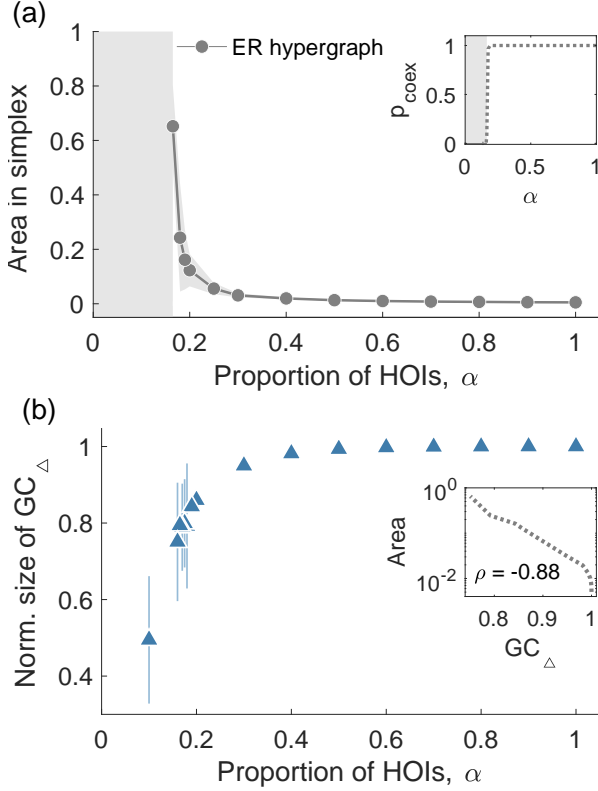 (a)
ER hypergraph
Area in simplex
1
0.8
0.6
0.4
0.2
0
0
0.2
0.4
0.6
0.8
1
Proportion of HOIs, α
p_coex
1
0.5
0
0
0.5
1
α
(b)
Norm. size of GC_△
1
0.8
0.6
0.4
0
0.2
0.4
0.6
0.8
1
Proportion of HOIs, α
Area
10^0
10^-2
ρ = -0.88
0.8
0.9
1
GC_△